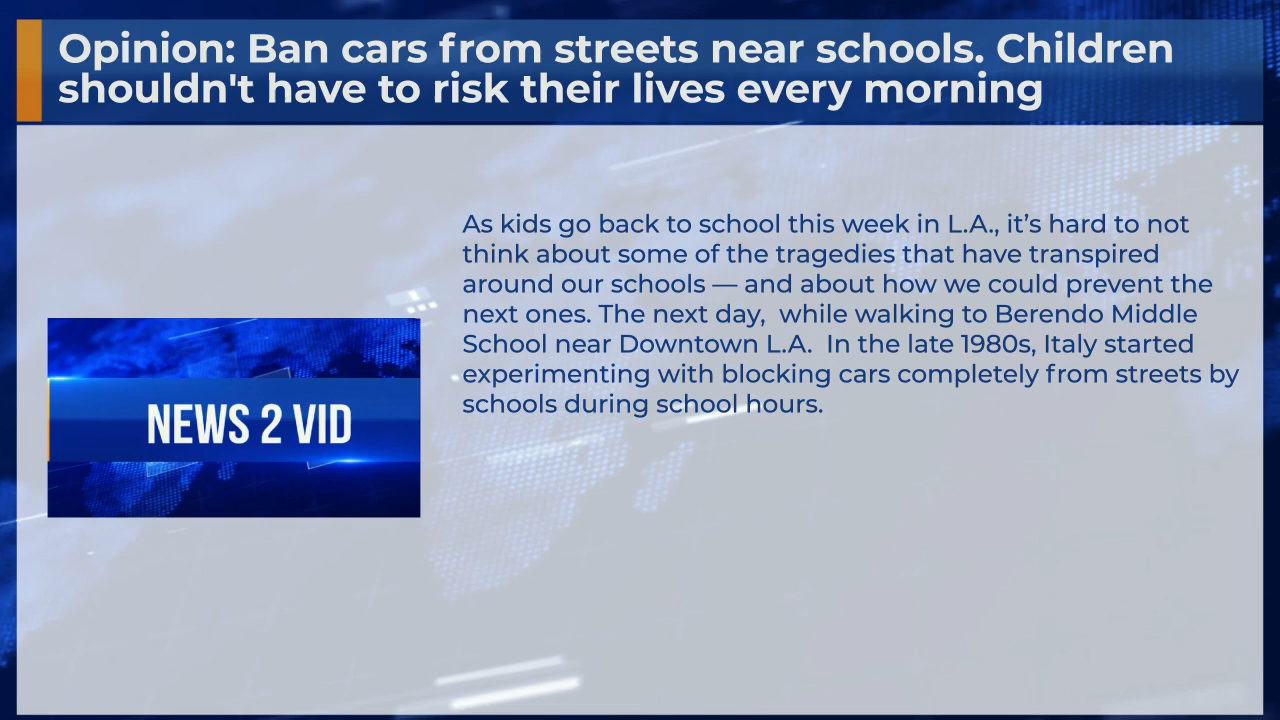 Opinion: Ban cars from streets near schools. Children
shouldn't have to risk their lives every morning
As kids go back to school this week in L.A., it’s hard to not
think about some of the tragedies that have transpired
around our schools — and about how we could prevent the
next ones. The next day,  while walking to Berendo Middle
School near Downtown L.A.  In the late 1980s, Italy started
experimenting with blocking cars completely from streets by
schools during school hours.
NEWS 2 VID